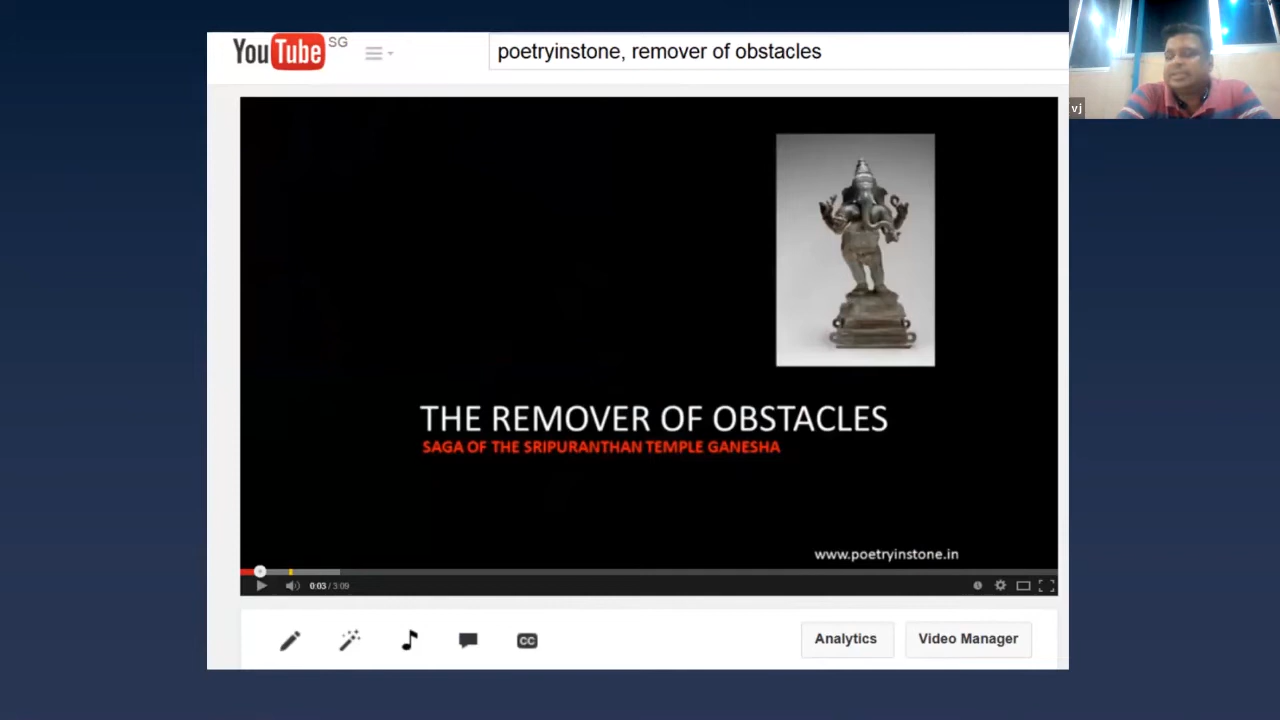 YouTube SG
poetryinstone, remover of obstacles
vj
THE REMOVER OF OBSTACLES
SAGA OF THE SRIPURANTHAN TEMPLE GANESHA
www.poetryinstone.in
0:03 / 3:09
CC
Analytics
Video Manager